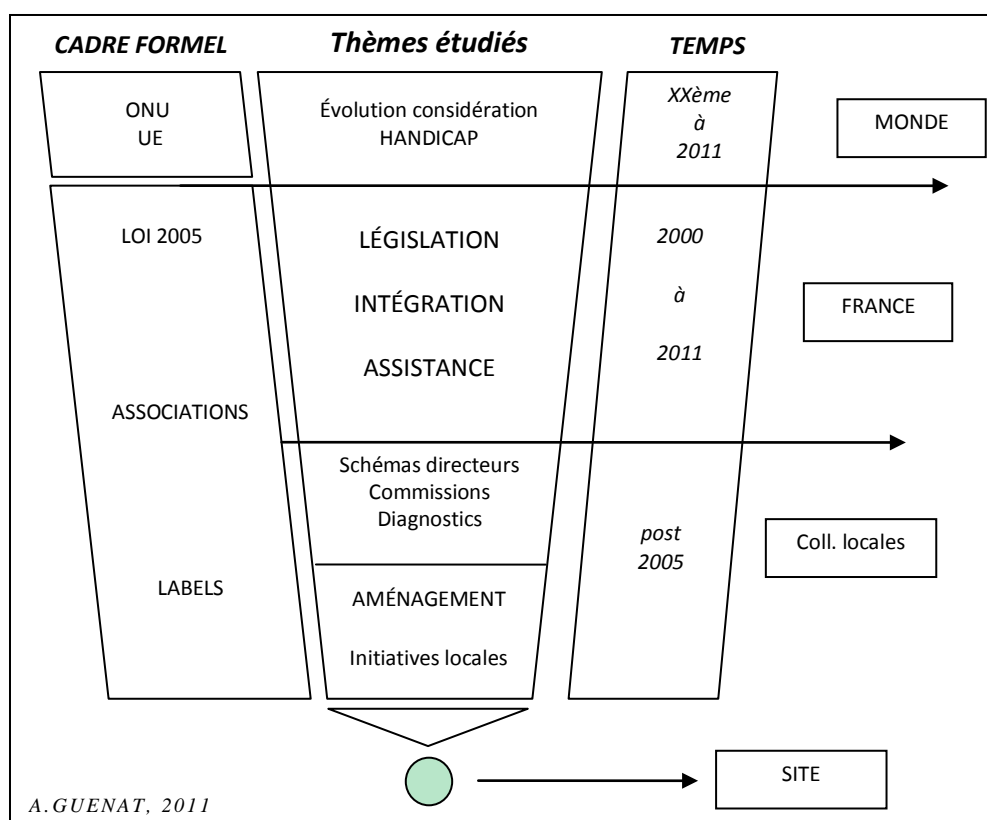 CADRE FORMEL
Thèmes étudiés
TEMPS
ONU
UE
Évolution considération
HANDICAP
XXème
à
2011
MONDE
LOI 2005
LÉGISLATION
2000
INTÉGRATION
à
FRANCE
ASSISTANCE
2011
ASSOCIATIONS
Schémas directeurs
Commissions
Diagnostics
post
2005
Coll. locales
LABELS
AMÉNAGEMENT
Initiatives locales
SITE
A.GUENAT, 2011